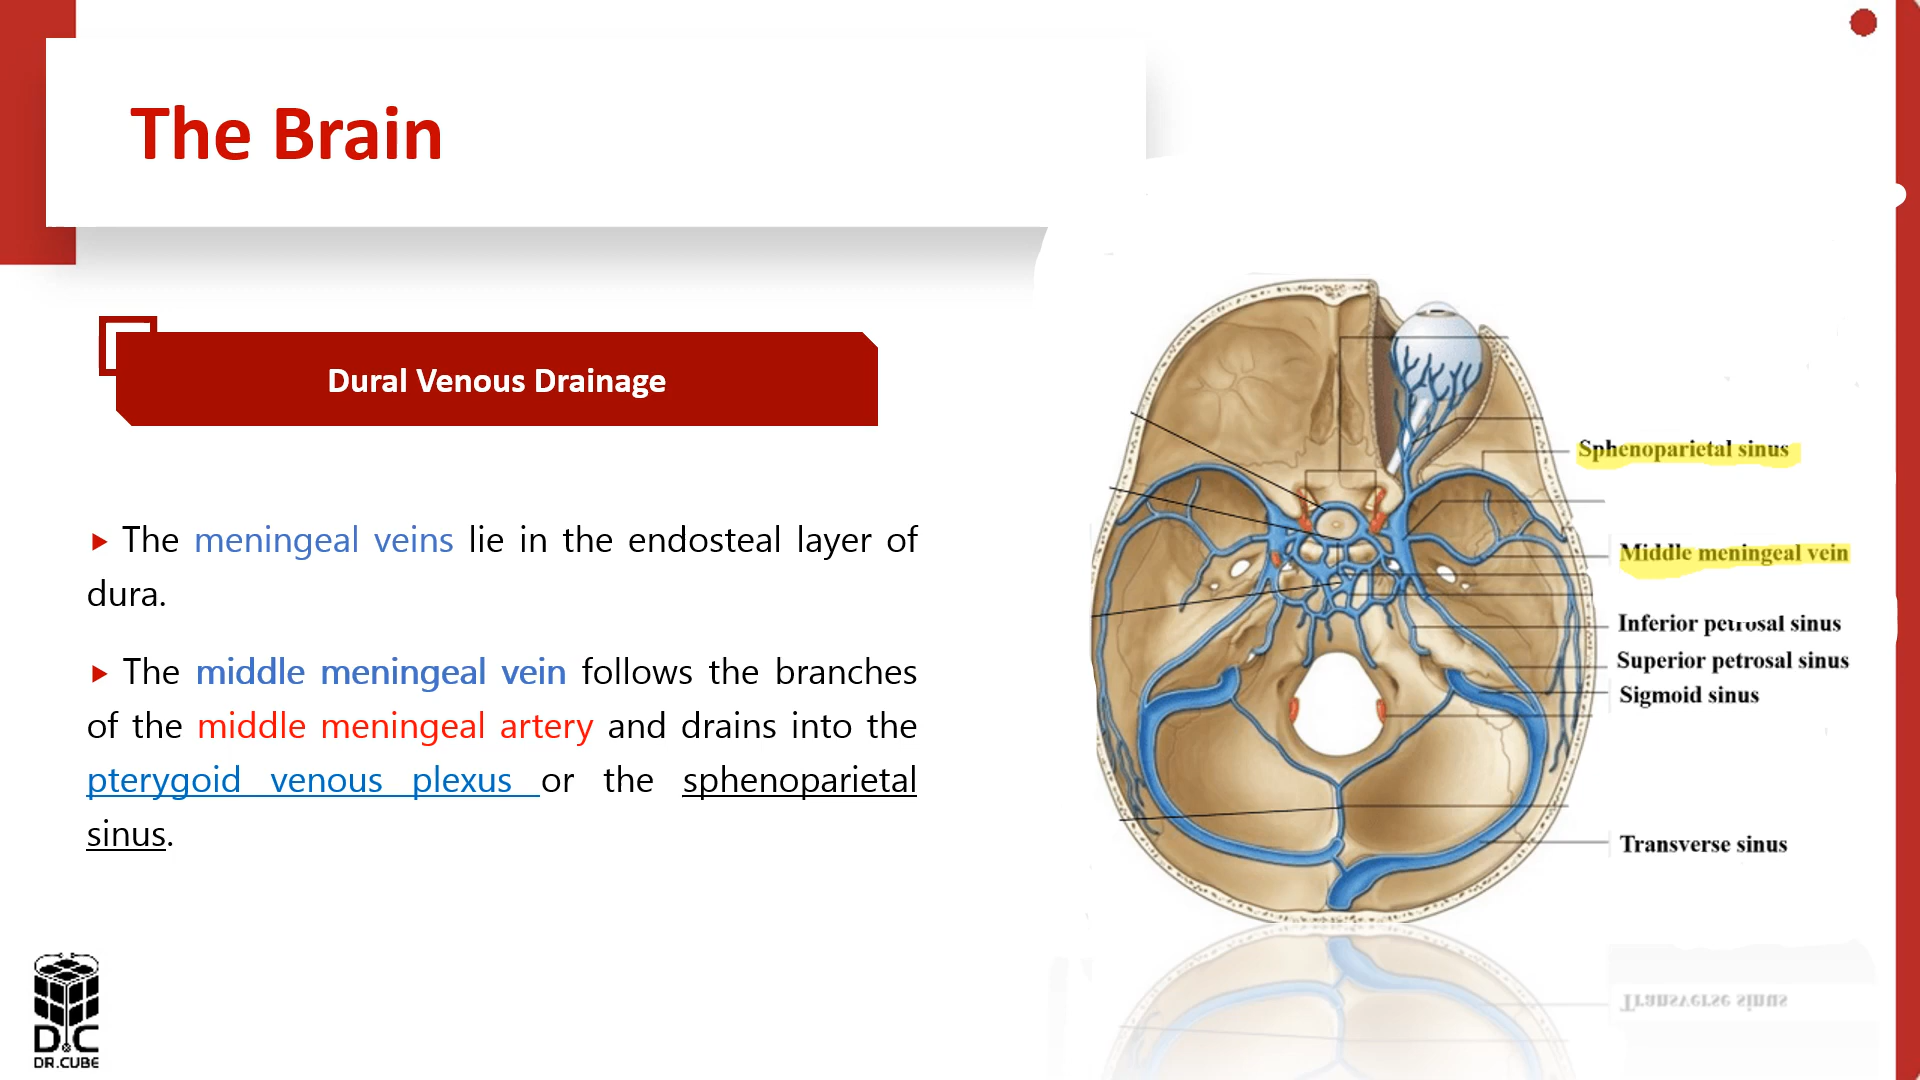 The Brain
Dural Venous Drainage
The meningeal veins lie in the endosteal layer of
dura.
The middle meningeal vein follows the branches
of the middle meningeal artery and drains into the
pterygoid venous plexus or the sphenoparietal
sinus.
Sphenoparietal sinus
Middle meningeal vein
Inferior petrosal sinus
Superior petrosal sinus
Sigmoid sinus
Transverse sinus
Transverse sinus
D C
DR.CUBE